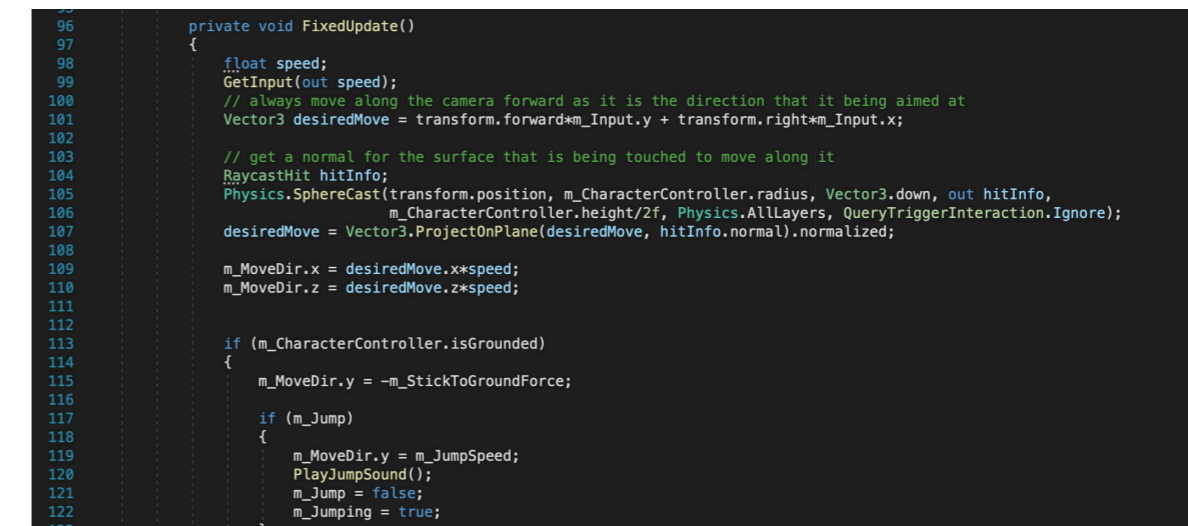 96 private void FixedUpdate()
97 {
98 float speed;
99 GetInput(out speed);
100 // always move along the camera forward as it is the direction that it being aimed at
101 Vector3 desiredMove = transform.forward*m_Input.y + transform.right*m_Input.x;
102
103 // get a normal for the surface that is being touched to move along it
104 RaycastHit hitInfo;
105 Physics.SphereCast(transform.position, m_CharacterController.radius, Vector3.down, out hitInfo,
106 m_CharacterController.height/2f, Physics.AllLayers, QueryTriggerInteraction.Ignore);
107 desiredMove = Vector3.ProjectOnPlane(desiredMove, hitInfo.normal).normalized;
108
109 m_MoveDir.x = desiredMove.x*speed;
110 m_MoveDir.z = desiredMove.z*speed;
111
112
113 if (m_CharacterController.isGrounded)
114 {
115 m_MoveDir.y = -m_StickToGroundForce;
116
117 if (m_Jump)
118 {
119 m_MoveDir.y = m_JumpSpeed;
120 PlayJumpSound();
121 m_Jump = false;
122 m_Jumping = true;